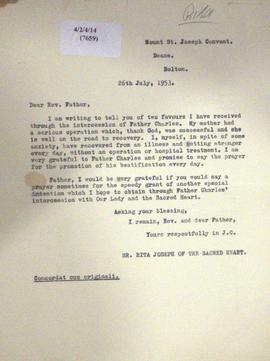 4/2/4/14
(7659)
Mount St. Joseph Convent.
Deane,
Bolton.
26th July, 1953.
Dear Rev. Father,
I am writing to tell you of two favours I have received
through the intercession of Father Charles. My mother had
a serious operation which, thank God, was successful and she
is well on the road to recovery. I, myself, in spite of some
anxiety, have recovered from an illness and getting stronger
every day, without an operation or hospital treatment. I am
very grateful to Father Charles and promise to say the prayer
for the promotion of his beatification every day.
Father, I would be very grateful if you would say a
prayer sometimes for the speedy grant of another special
intention which I hope to obtain through Father Charles'
intercession with Our Lady and the Sacred Heart.
Asking your blessing,
I remain, Rev. and dear Father,
Yours respectfully in J.C.
SR. RITA JOSEPH OF THE SACRED HEART.
Concordat cum originali.